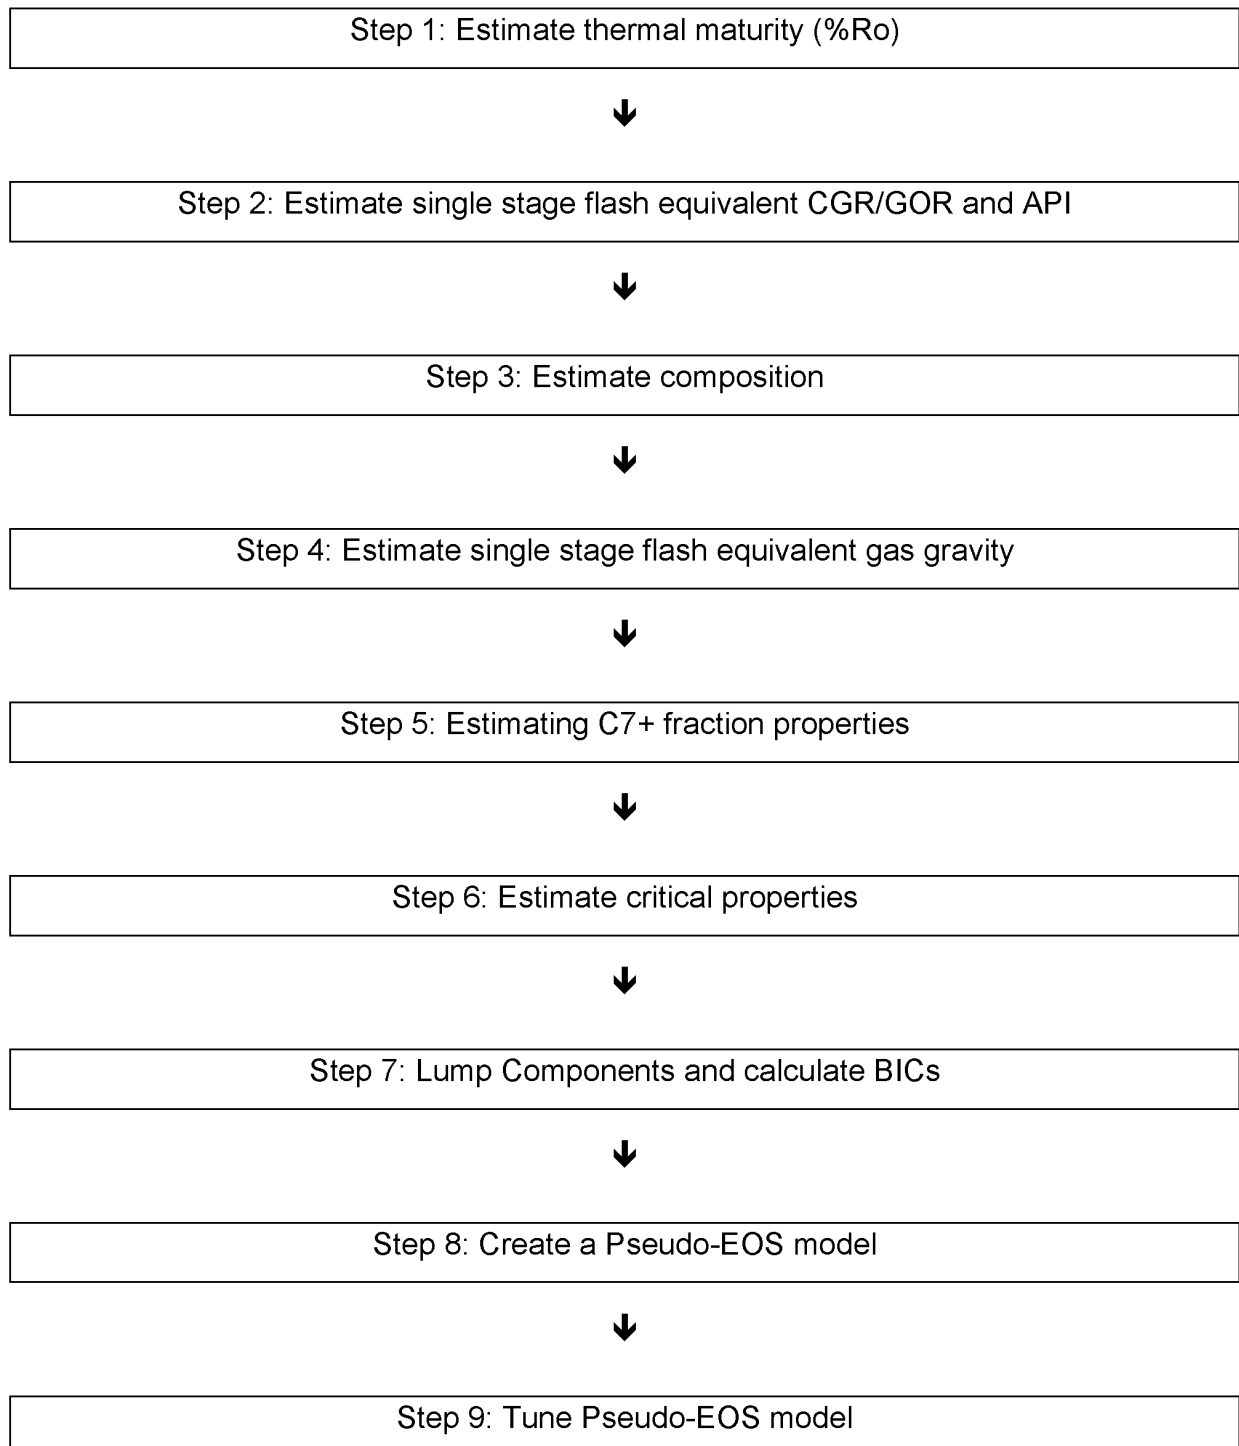 Step 1: Estimate thermal maturity (%Ro)
Step 2: Estimate single stage flash equivalent CGR/GOR and API
Step 3: Estimate composition
Step 4: Estimate single stage flash equivalent gas gravity
Step 5: Estimating C7+ fraction properties
Step 6: Estimate critical properties
Step 7: Lump Components and calculate BICs
Step 8: Create a Pseudo-EOS model
Step 9: Tune Pseudo-EOS model